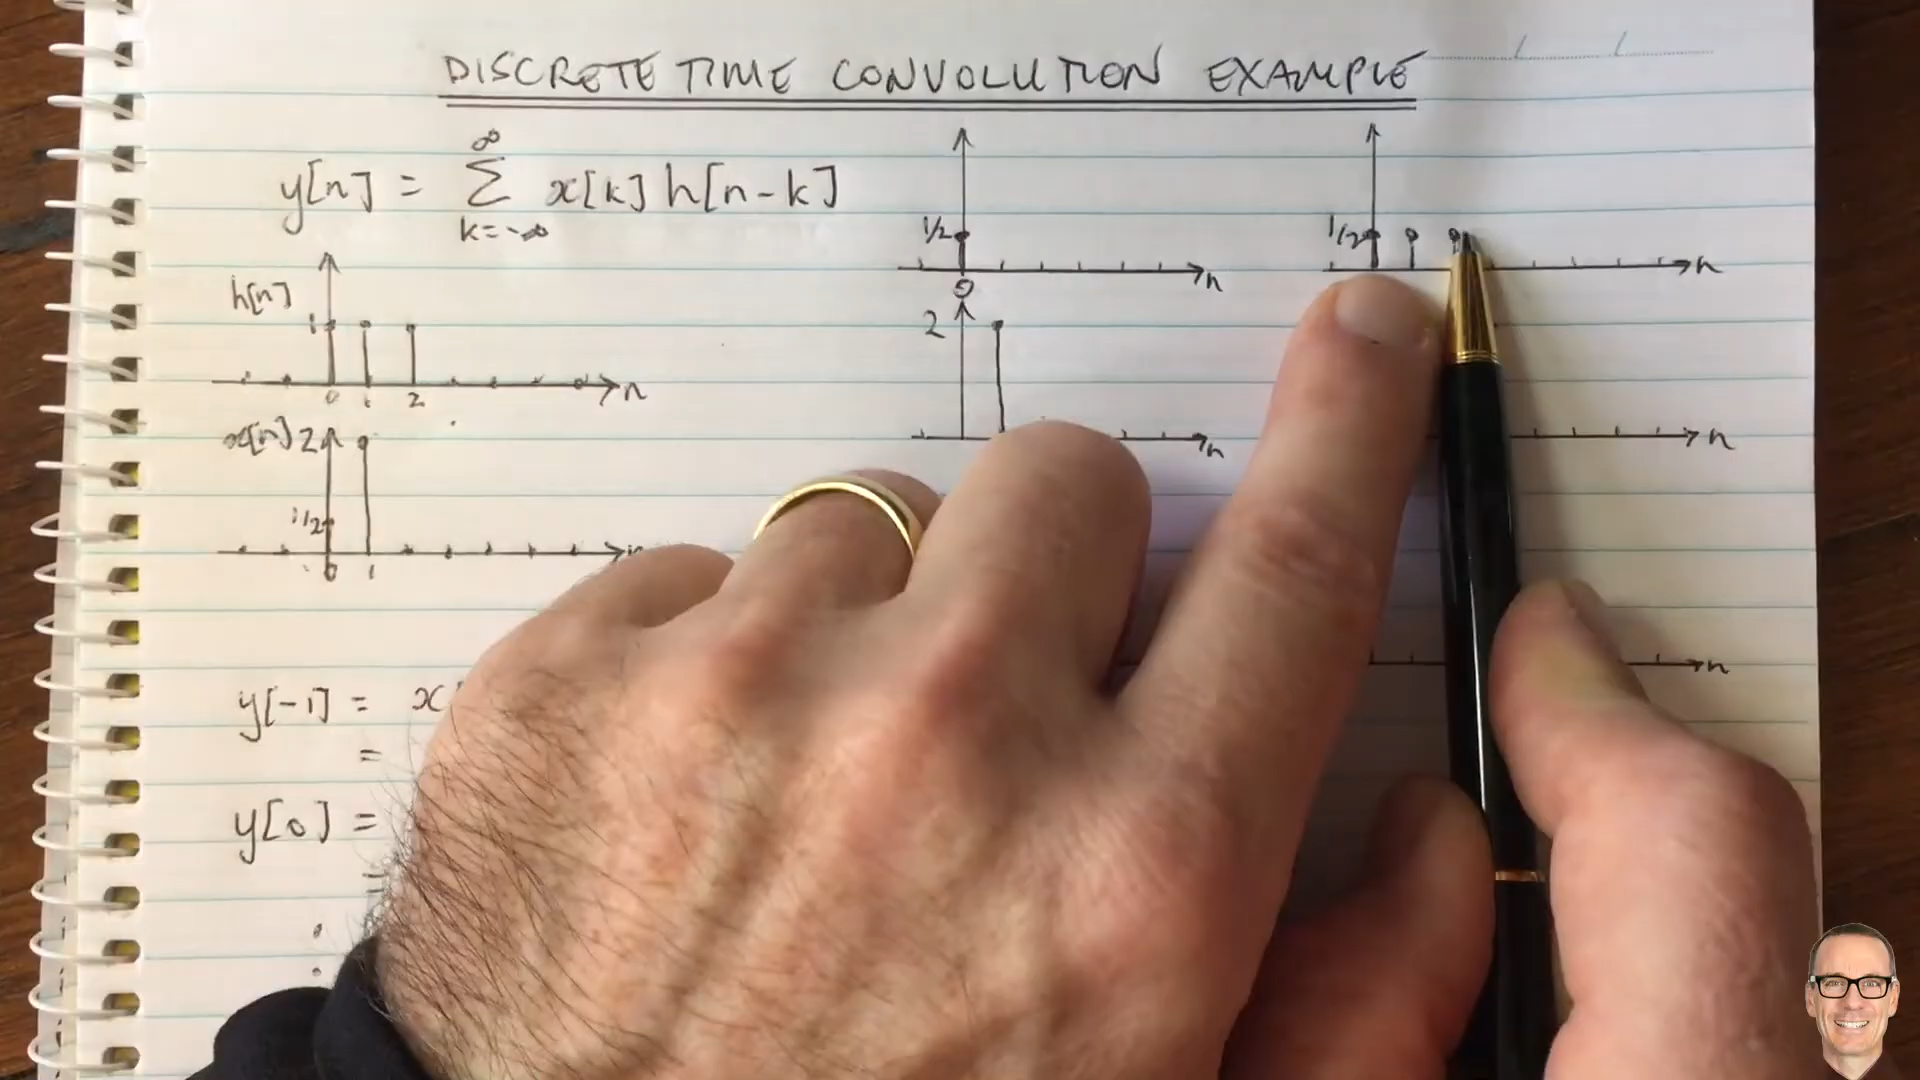 DISCRETE TIME CONVOLUTION EXAMPLE
y[n] = ∞ Σ k=-∞ x[k] h[n-k]
h[n]
1
0 1 2
n
x[n] 2
1/2
0 1
y[-1] = x
=
y[0] =
1/2
n
0
2
n
1/2
n
n
n